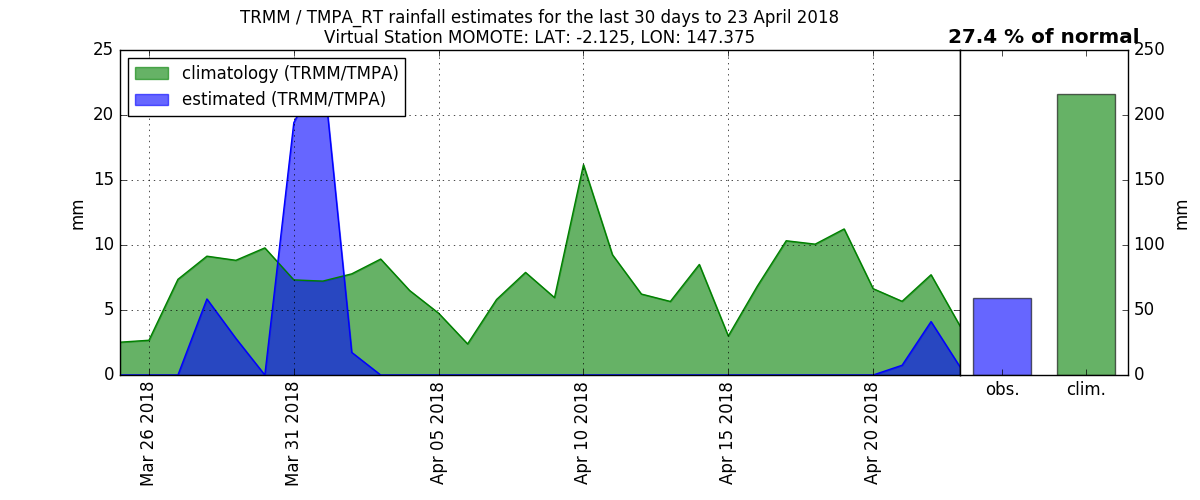 TRMM / TMPA_RT rainfall estimates for the last 30 days to 23 April 2018
Virtual Station MOMOTE: LAT: -2.125, LON: 147.375
27.4 % of normal
climatology (TRMM/TMPA)
estimated (TRMM/TMPA)
25
20
15
10
5
0
mm
250
200
150
100
50
0
mm
obs.
clim.
Mar 26 2018
Mar 31 2018
Apr 05 2018
Apr 10 2018
Apr 15 2018
Apr 20 2018